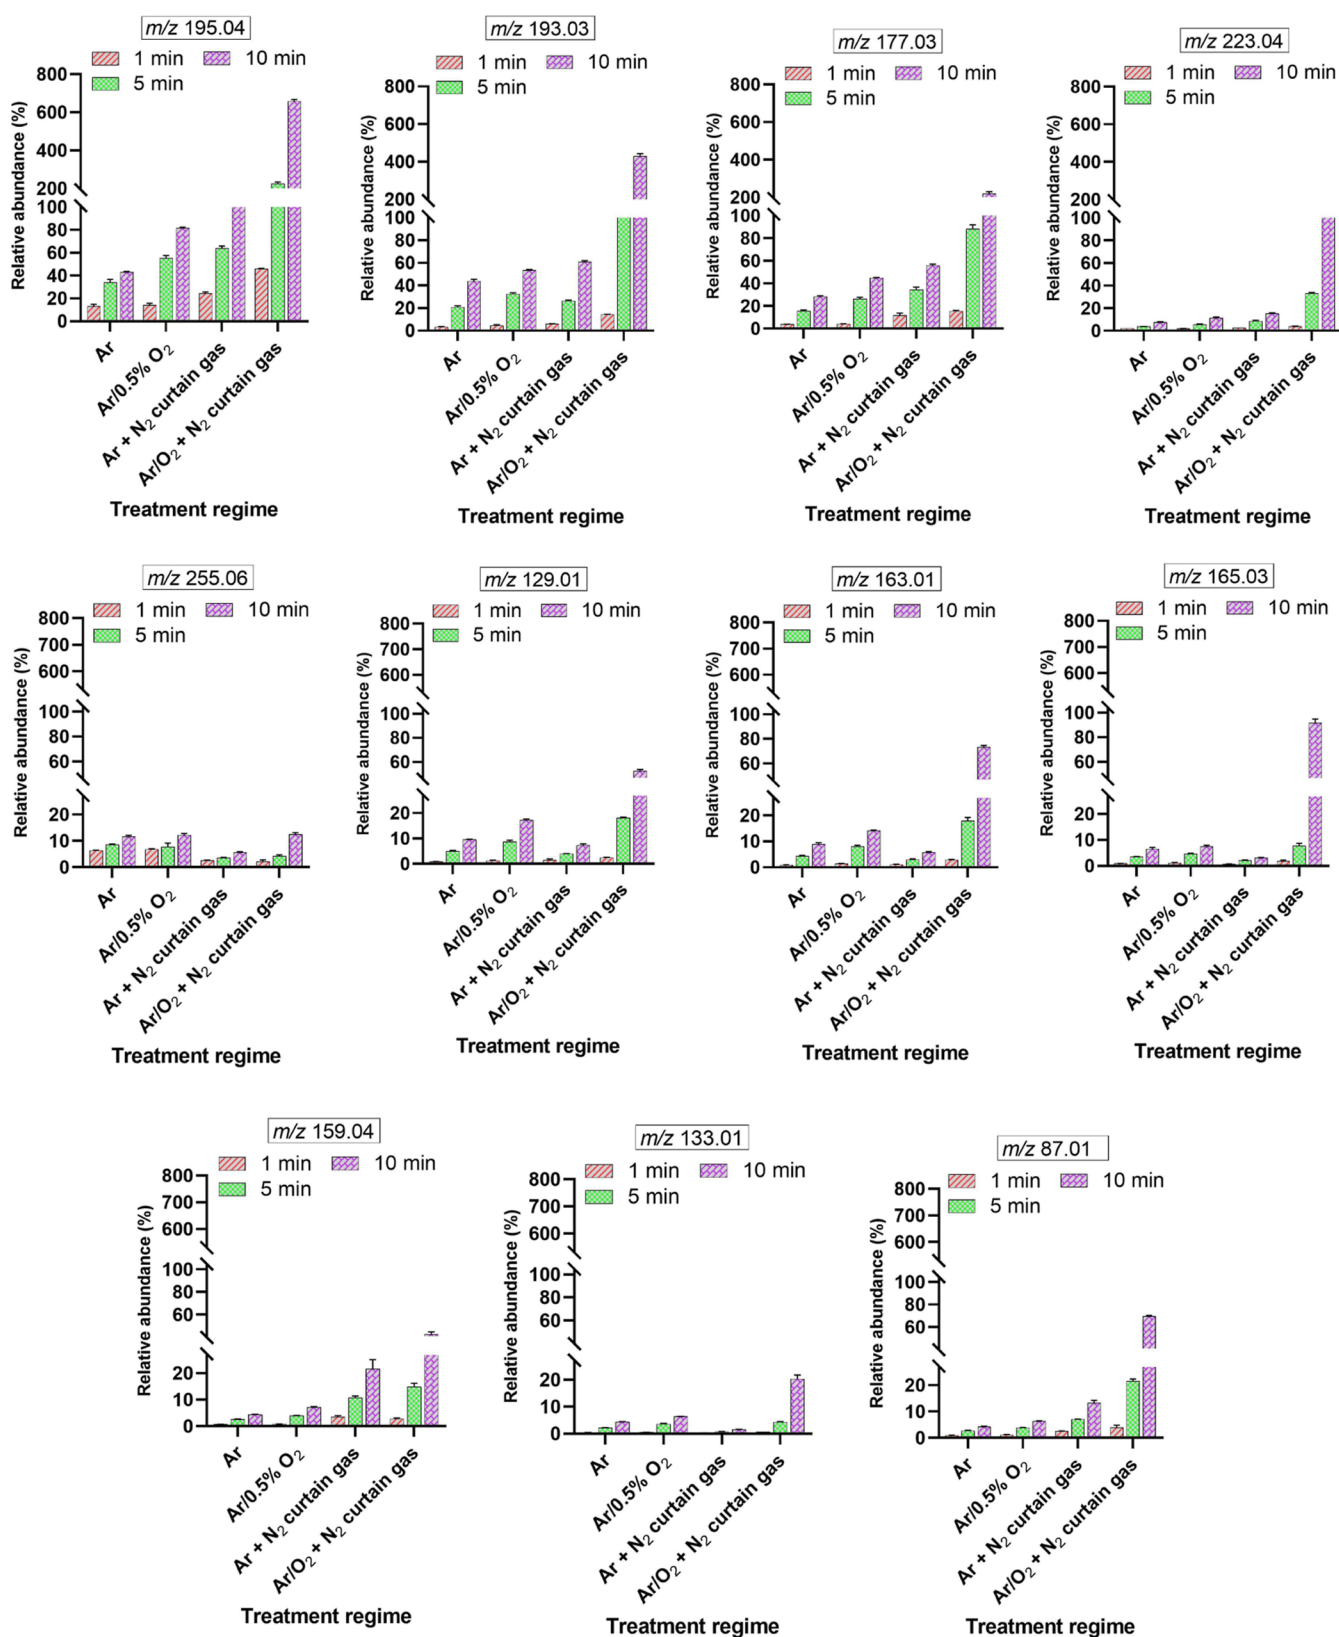 m/z 195.04
1 min 10 min
5 min
Relative abundance (%)
800
600
400
200
100
80
60
40
20
0
Ar
Ar/0.5% O₂
Ar + N₂ curtain gas
Ar/O₂ + N₂ curtain gas
Treatment regime
m/z 193.03
1 min 10 min
5 min
Relative abundance (%)
800
600
400
200
100
80
60
40
20
0
Ar
Ar/0.5% O₂
Ar + N₂ curtain gas
Ar/O₂ + N₂ curtain gas
Treatment regime
m/z 177.03
1 min 10 min
5 min
Relative abundance (%)
800
600
400
200
100
80
60
40
20
0
Ar
Ar/0.5% O₂
Ar + N₂ curtain gas
Ar/O₂ + N₂ curtain gas
Treatment regime
m/z 223.04
1 min 10 min
5 min
Relative abundance (%)
800
600
400
200
100
80
60
40
20
0
Ar
Ar/0.5% O₂
Ar + N₂ curtain gas
Ar/O₂ + N₂ curtain gas
Treatment regime
m/z 255.06
1 min 10 min
5 min
Relative abundance (%)
800
700
600
100
80
60
20
10
0
Ar
Ar/0.5% O₂
Ar + N₂ curtain gas
Ar/O₂ + N₂ curtain gas
Treatment regime
m/z 129.01
1 min 10 min
5 min
Relative abundance (%)
800
700
600
100
80
60
20
10
0
Ar
Ar/0.5% O₂
Ar + N₂ curtain gas
Ar/O₂ + N₂ curtain gas
Treatment regime
m/z 163.01
1 min 10 min
5 min
Relative abundance (%)
800
700
600
100
80
60
20
10
0
Ar
Ar/0.5% O₂
Ar + N₂ curtain gas
Ar/O₂ + N₂ curtain gas
Treatment regime
m/z 165.03
1 min 10 min
5 min
Relative abundance (%)
800
700
600
100
80
60
20
10
0
Ar
Ar/0.5% O₂
Ar + N₂ curtain gas
Ar/O₂ + N₂ curtain gas
Treatment regime
m/z 159.04
1 min 10 min
5 min
Relative abundance (%)
800
700
600
100
80
60
20
10
0
Ar
Ar/0.5% O₂
Ar + N₂ curtain gas
Ar/O₂ + N₂ curtain gas
Treatment regime
m/z 133.01
1 min 10 min
5 min
Relative abundance (%)
800
700
600
100
80
60
20
10
0
Ar
Ar/0.5% O₂
Ar + N₂ curtain gas
Ar/O₂ + N₂ curtain gas
Treatment regime
m/z 87.01
1 min 10 min
5 min
Relative abundance (%)
800
700
600
100
80
60
20
10
0
Ar
Ar/0.5% O₂
Ar + N₂ curtain gas
Ar/O₂ + N₂ curtain gas
Treatment regime